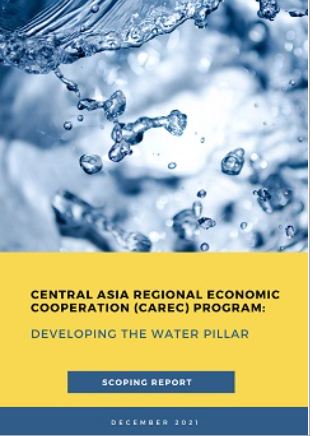 CENTRAL ASIA REGIONAL ECONOMIC
COOPERATION (CAREC) PROGRAM:
DEVELOPING THE WATER PILLAR
SCOPING REPORT
DECEMBER 2021